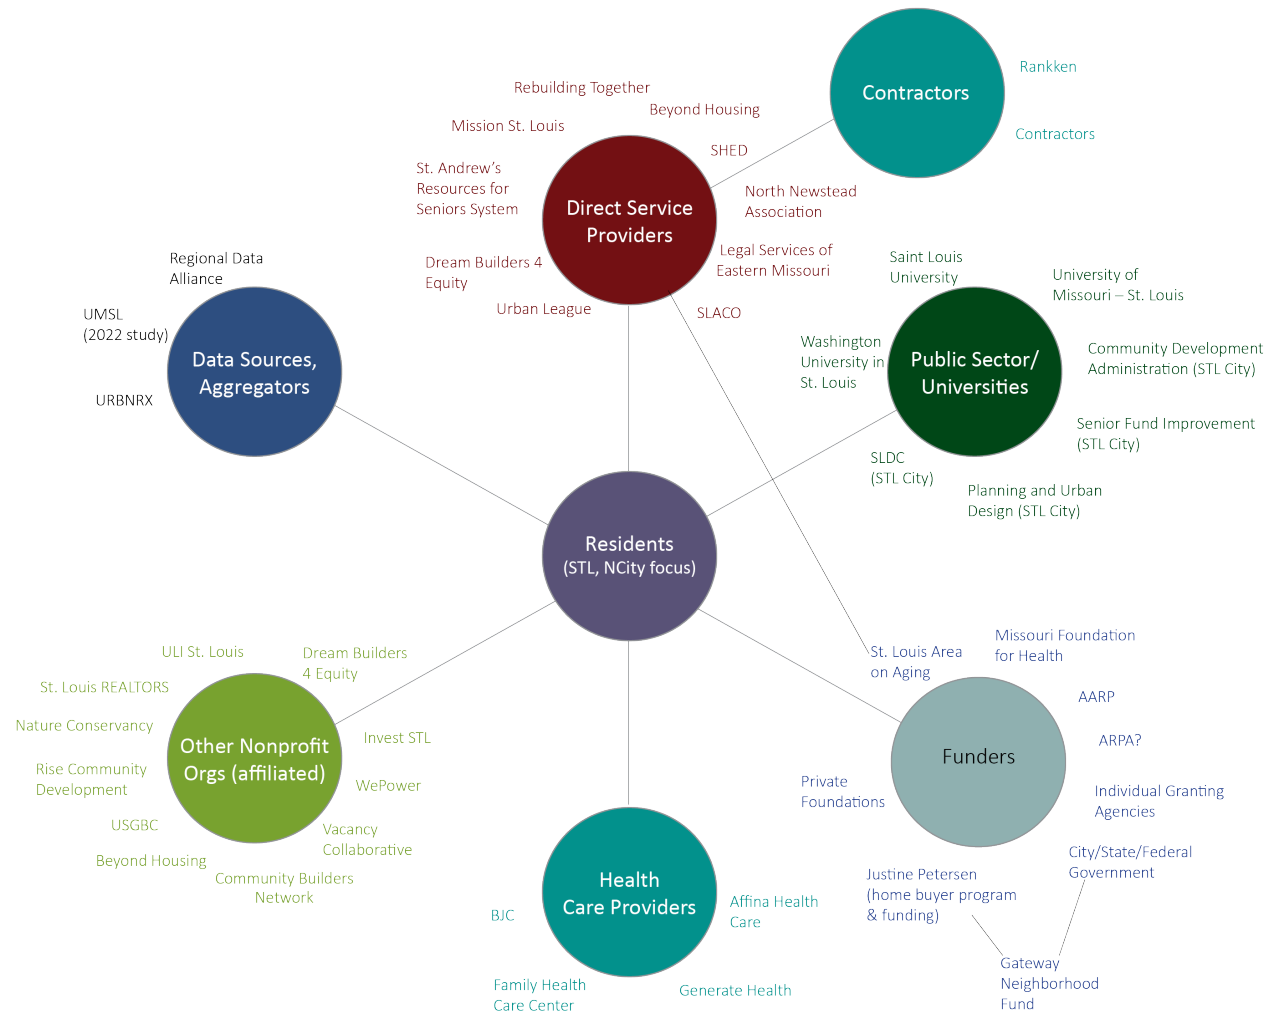 Contractors
Rankken
Contractors
Rebuilding Together
Beyond Housing
Mission St. Louis
SHED
St. Andrew’s
Resources for
Seniors System
North Newstead
Association
Direct Service
Providers
Legal Services of
Eastern Missouri
Dream Builders 4
Equity
Urban League
SLACO
Regional Data
Alliance
UMSL
(2022 study)
Data Sources,
Aggregators
URBNRX
Saint Louis
University
University of
Missouri – St. Louis
Washington
University in
St. Louis
Public Sector/
Universities
Community Development
Administration (STL City)
Senior Fund Improvement
(STL City)
SLDC
(STL City)
Planning and Urban
Design (STL City)
Residents
(STL, NCity focus)
ULI St. Louis
Dream Builders
4 Equity
St. Louis REALTORS
Nature Conservancy
Other Nonprofit
Orgs (affiliated)
Invest STL
Rise Community
Development
WePower
USGBC
Vacancy
Collaborative
Beyond Housing
Community Builders
Network
Health
Care Providers
BJC
Affina Health
Care
Family Health
Care Center
Generate Health
St. Louis Area
on Aging
Missouri Foundation
for Health
AARP
ARPA?
Funders
Private
Foundations
Individual Granting
Agencies
City/State/Federal
Government
Justine Petersen
(home buyer program
& funding)
Gateway
Neighborhood
Fund